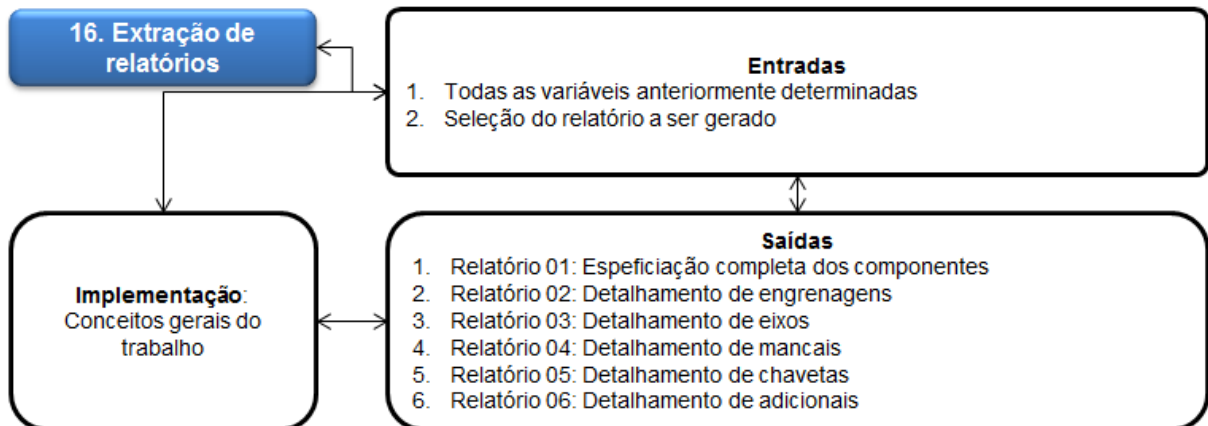 16. Extração de
relatórios
Entradas
1. Todas as variáveis anteriormente determinadas
2. Seleção do relatório a ser gerado
Implementação:
Conceitos gerais do
trabalho
Saídas
1. Relatório 01: Espeficiação completa dos componentes
2. Relatório 02: Detalhamento de engrenagens
3. Relatório 03: Detalhamento de eixos
4. Relatório 04: Detalhamento de mancais
5. Relatório 05: Detalhamento de chavetas
6. Relatório 06: Detalhamento de adicionais